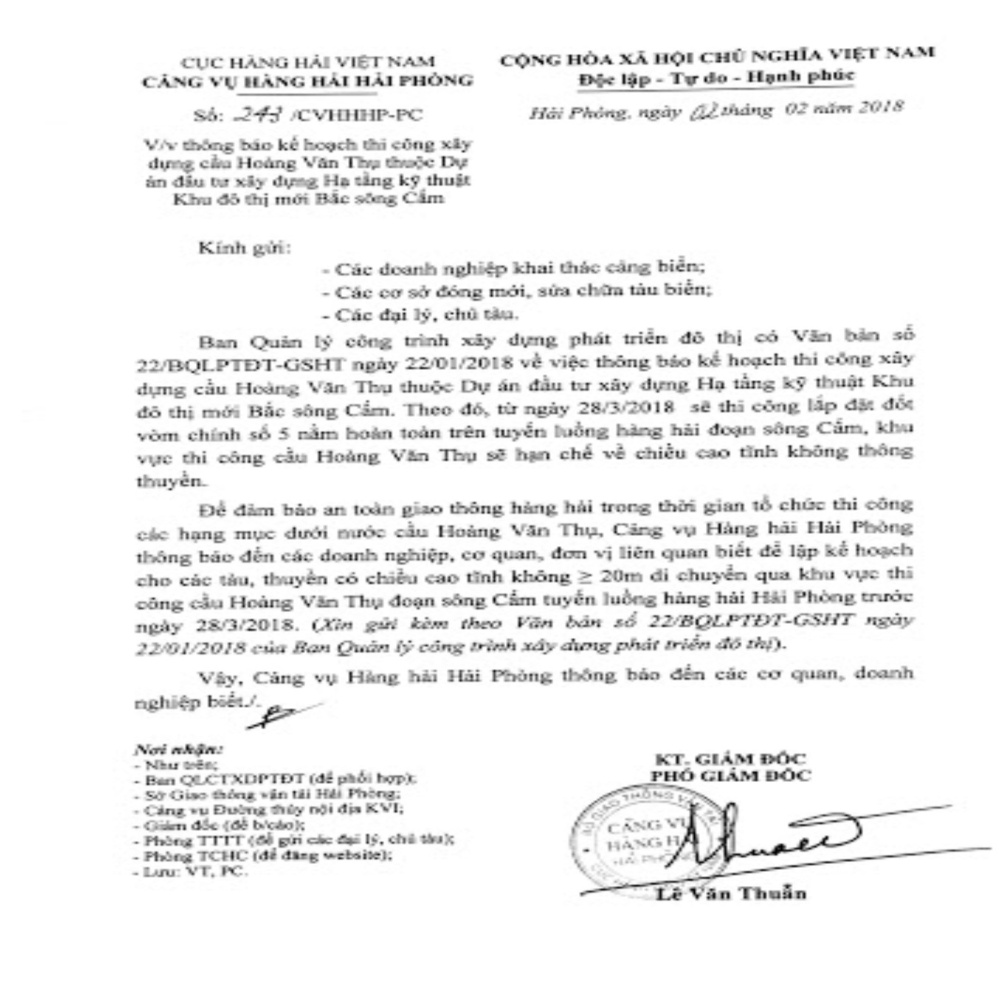 CỤC HÀNG HẢI VIỆT NAM
CẢNG VỤ HÀNG HẢI HẢI PHÒNG
CỘNG HÒA XÃ HỘI CHỦ NGHĨA VIỆT NAM
Độc lập - Tự do - Hạnh phúc
Số: 243 /CVHHHP-PC
Hải Phòng, ngày 02 tháng 02 năm 2018
V/v thông báo kế hoạch thi công xây
dựng cầu Hoàng Văn Thụ thuộc Dự
án đầu tư xây dựng Hạ tầng kỹ thuật
Khu đô thị mới Bắc sông Cấm
Kính gửi:
- Các doanh nghiệp khai thác cảng biển;
- Các cơ sở đóng mới, sửa chữa tàu biển;
- Các đại lý, chủ tàu.
Ban Quản lý công trình xây dựng phát triển đô thị có Văn bản số
22/BQLPTĐT-GSHT ngày 22/01/2018 về việc thông báo kế hoạch thi công xây
dựng cầu Hoàng Văn Thụ thuộc Dự án đầu tư xây dựng Hạ tầng kỹ thuật Khu
đô thị mới Bắc sông Cấm. Theo đó, từ ngày 28/3/2018 sẽ thi công lắp đặt đốt
vòm chính số 5 nằm hoàn toàn trên tuyến luồng hàng hải đoạn sông Cấm, khu
vực thi công cầu Hoàng Văn Thụ sẽ hạn chế về chiều cao tĩnh không thông
thuyền.
Để đảm bảo an toàn giao thông hàng hải trong thời gian tổ chức thi công
các hạng mục dưới nước cầu Hoàng Văn Thụ, Cảng vụ Hàng hải Hải Phòng
thông báo đến các doanh nghiệp, cơ quan, đơn vị liên quan biết để lập kế hoạch
cho các tàu, thuyền có chiều cao tĩnh không ≥ 20m di chuyển qua khu vực thi
công cầu Hoàng Văn Thụ đoạn sông Cấm tuyến luồng hàng hải Hải Phòng trước
ngày 28/3/2018. (Xin gửi kèm theo Văn bản số 22/BQLPTĐT-GSHT ngày
22/01/2018 của Ban Quản lý công trình xây dựng phát triển đô thị).
Vậy, Cảng vụ Hàng hải Hải Phòng thông báo đến các cơ quan, doanh
nghiệp biết./.
Nơi nhận:
- Như trên;
- Ban QLCTXDPTĐT (để phối hợp);
- Sở Giao thông vận tải Hải Phòng;
- Cảng vụ Đường thủy nội địa KVI;
- Giám đốc (để b/cáo);
- Phòng TTTT (để gửi các đại lý, chủ tàu);
- Phòng TCHC (để đăng website);
- Lưu: VT, PC.
KT. GIÁM ĐỐC
PHÓ GIÁM ĐỐC
BỘ GIAO THÔNG VẬN TẢI
CẢNG VỤ
HÀNG HẢI
HẢI PHÒNG
Lê Văn Thuẫn